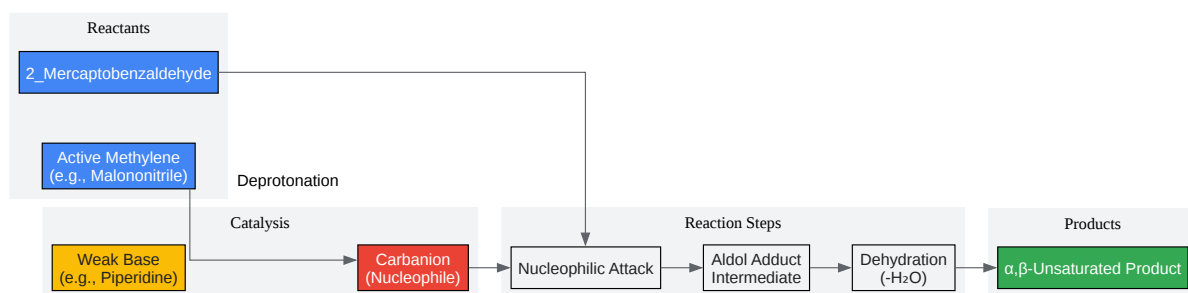 Reactants
2_Mercaptobenzaldehyde
Active Methylene
(e.g., Malononitrile)
Deprotonation
Catalysis
Weak Base
(e.g., Piperidine)
Carbanion
(Nucleophile)
Reaction Steps
Nucleophilic Attack
Aldol Adduct
Intermediate
Dehydration
(-H₂O)
Products
α,β-Unsaturated Product